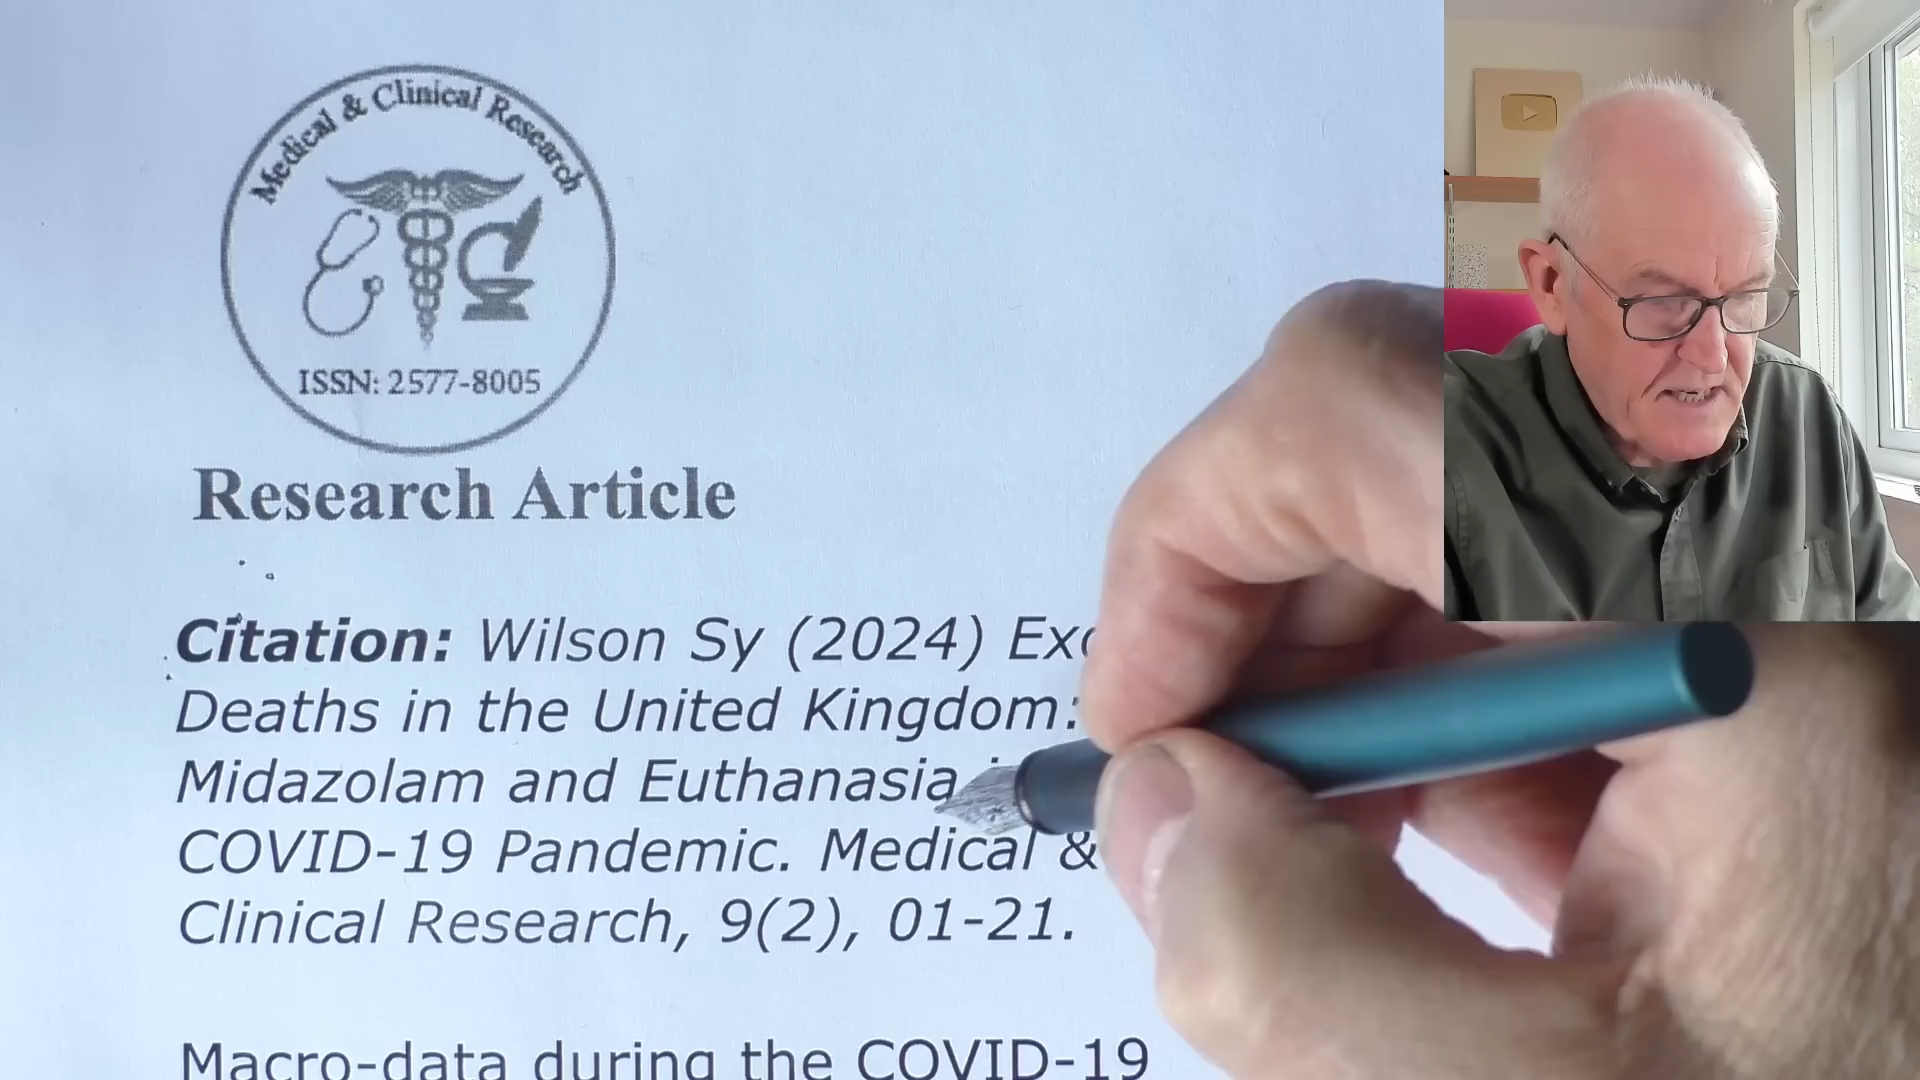 Medical & Clinical Research
ISSN: 2577-8005
Research Article
Citation: Wilson Sy (2024)
Deaths in the United Kingdom:
Midazolam and Euthanasia
COVID-19 Pandemic. Medical &
Clinical Research, 9(2), 01-21.
Macro-data during the COVID-19